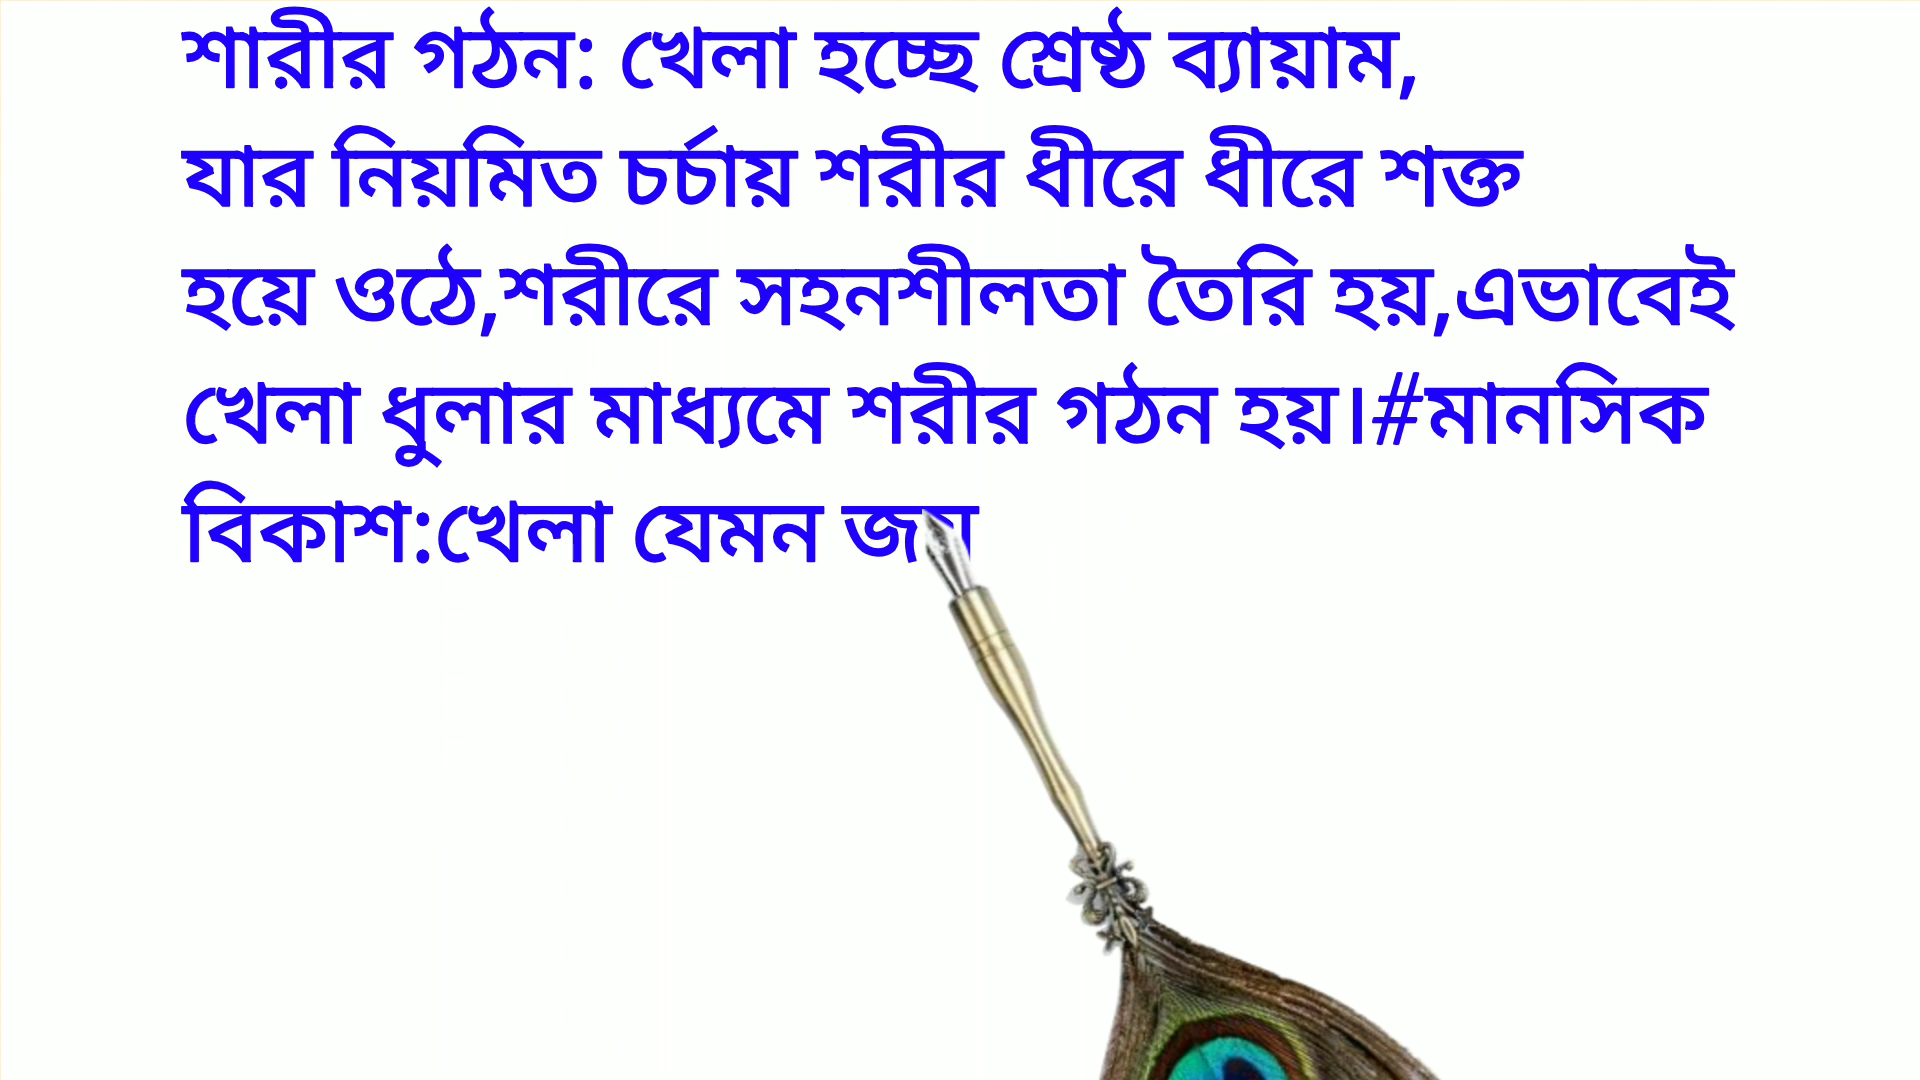 শারীর গঠন: খেলা হচ্ছে শ্রেষ্ঠ ব্যায়াম,
যার নিয়মিত চর্চায় শরীর ধীরে ধীরে শক্ত
হয়ে ওঠে,শরীরে সহনশীলতা তৈরি হয়,এভাবেই
খেলা ধুলার মাধ্যমে শরীর গঠন হয়।#মানসিক
বিকাশ:খেলা যেমন